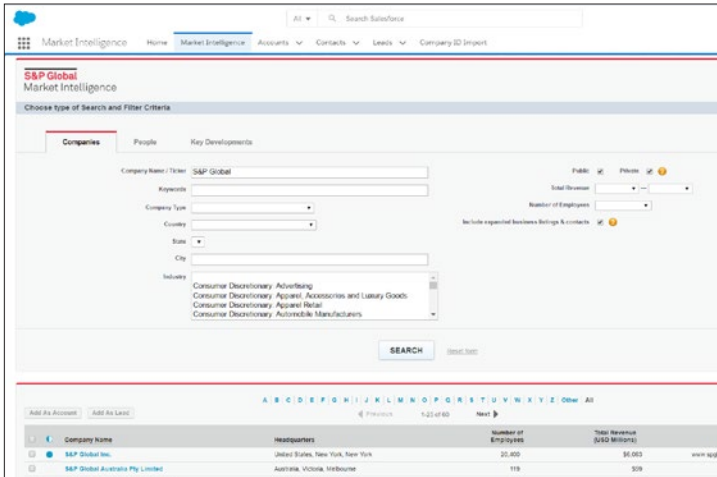 All Search Salesforce
Market Intelligence Home Market Intelligence Accounts Contacts Leads Company ID Import
S&P Global
Market Intelligence
Choose type of Search and Filter Criteria
Companies People Key Developments
Company Name / Ticker S&P Global Public Private
Keywords Total Revenue
Company Type Number of Employees
Country Include expanded business listings & contacts
State
City
Industry
Consumer Discretionary: Advertising
Consumer Discretionary: Apparel, Accessories and Luxury Goods
Consumer Discretionary: Apparel Retail
Consumer Discretionary: Automobile Manufacturers
SEARCH Reset form
A B C D E F G H I J K L M N O P Q R S T U V W X Y Z Other All
Add As Account Add As Lead Previous 1-25 of 60 Next
Company Name Headquarters Number of Employees Total Revenue (USD Millions)
S&P Global Inc. United States, New York, New York 20,400 $6,063
S&P Global Australia Pty Limited Australia, Victoria, Melbourne 119